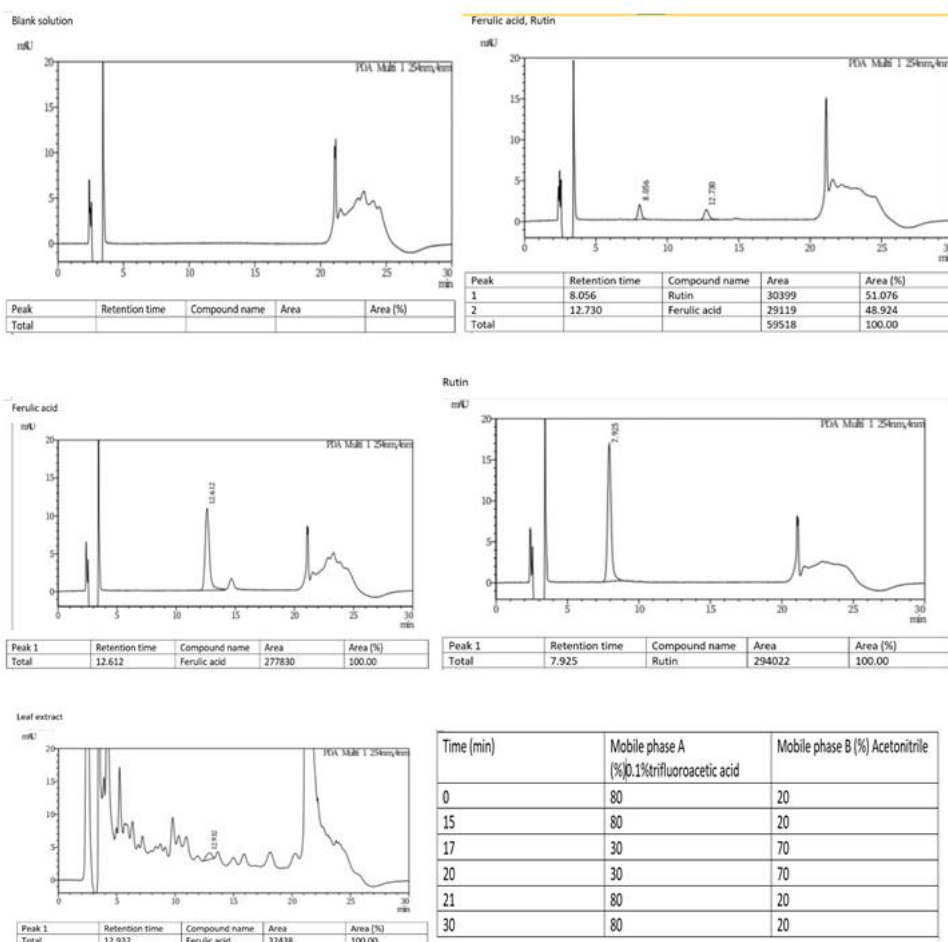 Blank solution
mAU
PDA Multi 1 254nm,4nm
20
15
10
5
0
0 5 10 15 20 25 30
min
Peak Retention time Compound name Area Area (%)
Total
Ferulic acid, Rutin
mAU
PDA Multi 1 254nm,4nm
20
15
10
5
0
8.056
12.730
0 5 10 15 20 25 30
min
Peak Retention time Compound name Area Area (%)
1 8.056 Rutin 30399 51.076
2 12.730 Ferulic acid 29119 48.924
Total 59518 100.00
Ferulic acid
mAU
PDA Multi 1 254nm,4nm
20
15
10
5
0
12.612
0 5 10 15 20 25 30
min
Peak 1 Retention time Compound name Area Area (%)
Total 12.612 Ferulic acid 277830 100.00
Rutin
mAU
PDA Multi 1 254nm,4nm
20
15
10
5
0
7.925
0 5 10 15 20 25 30
min
Peak 1 Retention time Compound name Area Area (%)
Total 7.925 Rutin 294022 100.00
Leaf extract
mAU
PDA Multi 1 254nm,4nm
20
15
10
5
0
12.932
0 5 10 15 20 25 30
min
Peak 1 Retention time Compound name Area Area (%)
Total 12.932 Ferulic acid 32438 100.00
Time (min) Mobile phase A Mobile phase B (%) Acetonitrile
(%)0.1%trifluoroacetic acid
0 80 20
15 80 20
17 30 70
20 30 70
21 80 20
30 80 20